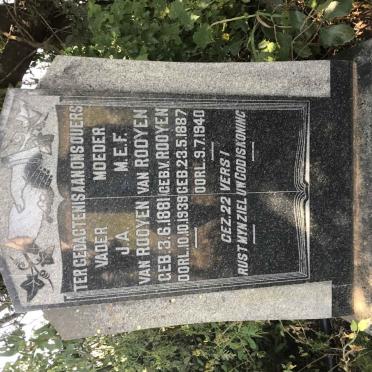 TER GEDACTENIS AAN ONS OUERS
VADER MOEDER
J.A. M.E.F.
VAN ROOYEN VAN ROOYEN
GEB 3.6.1881 GEB. V. ROOYEN
OORL. 10.10.1939 GEB. 23.5.1887
OORL. 9.7.1940
GEZ. 22 VERS 1
RUST MYN ZIEL UW GOD IS KONING